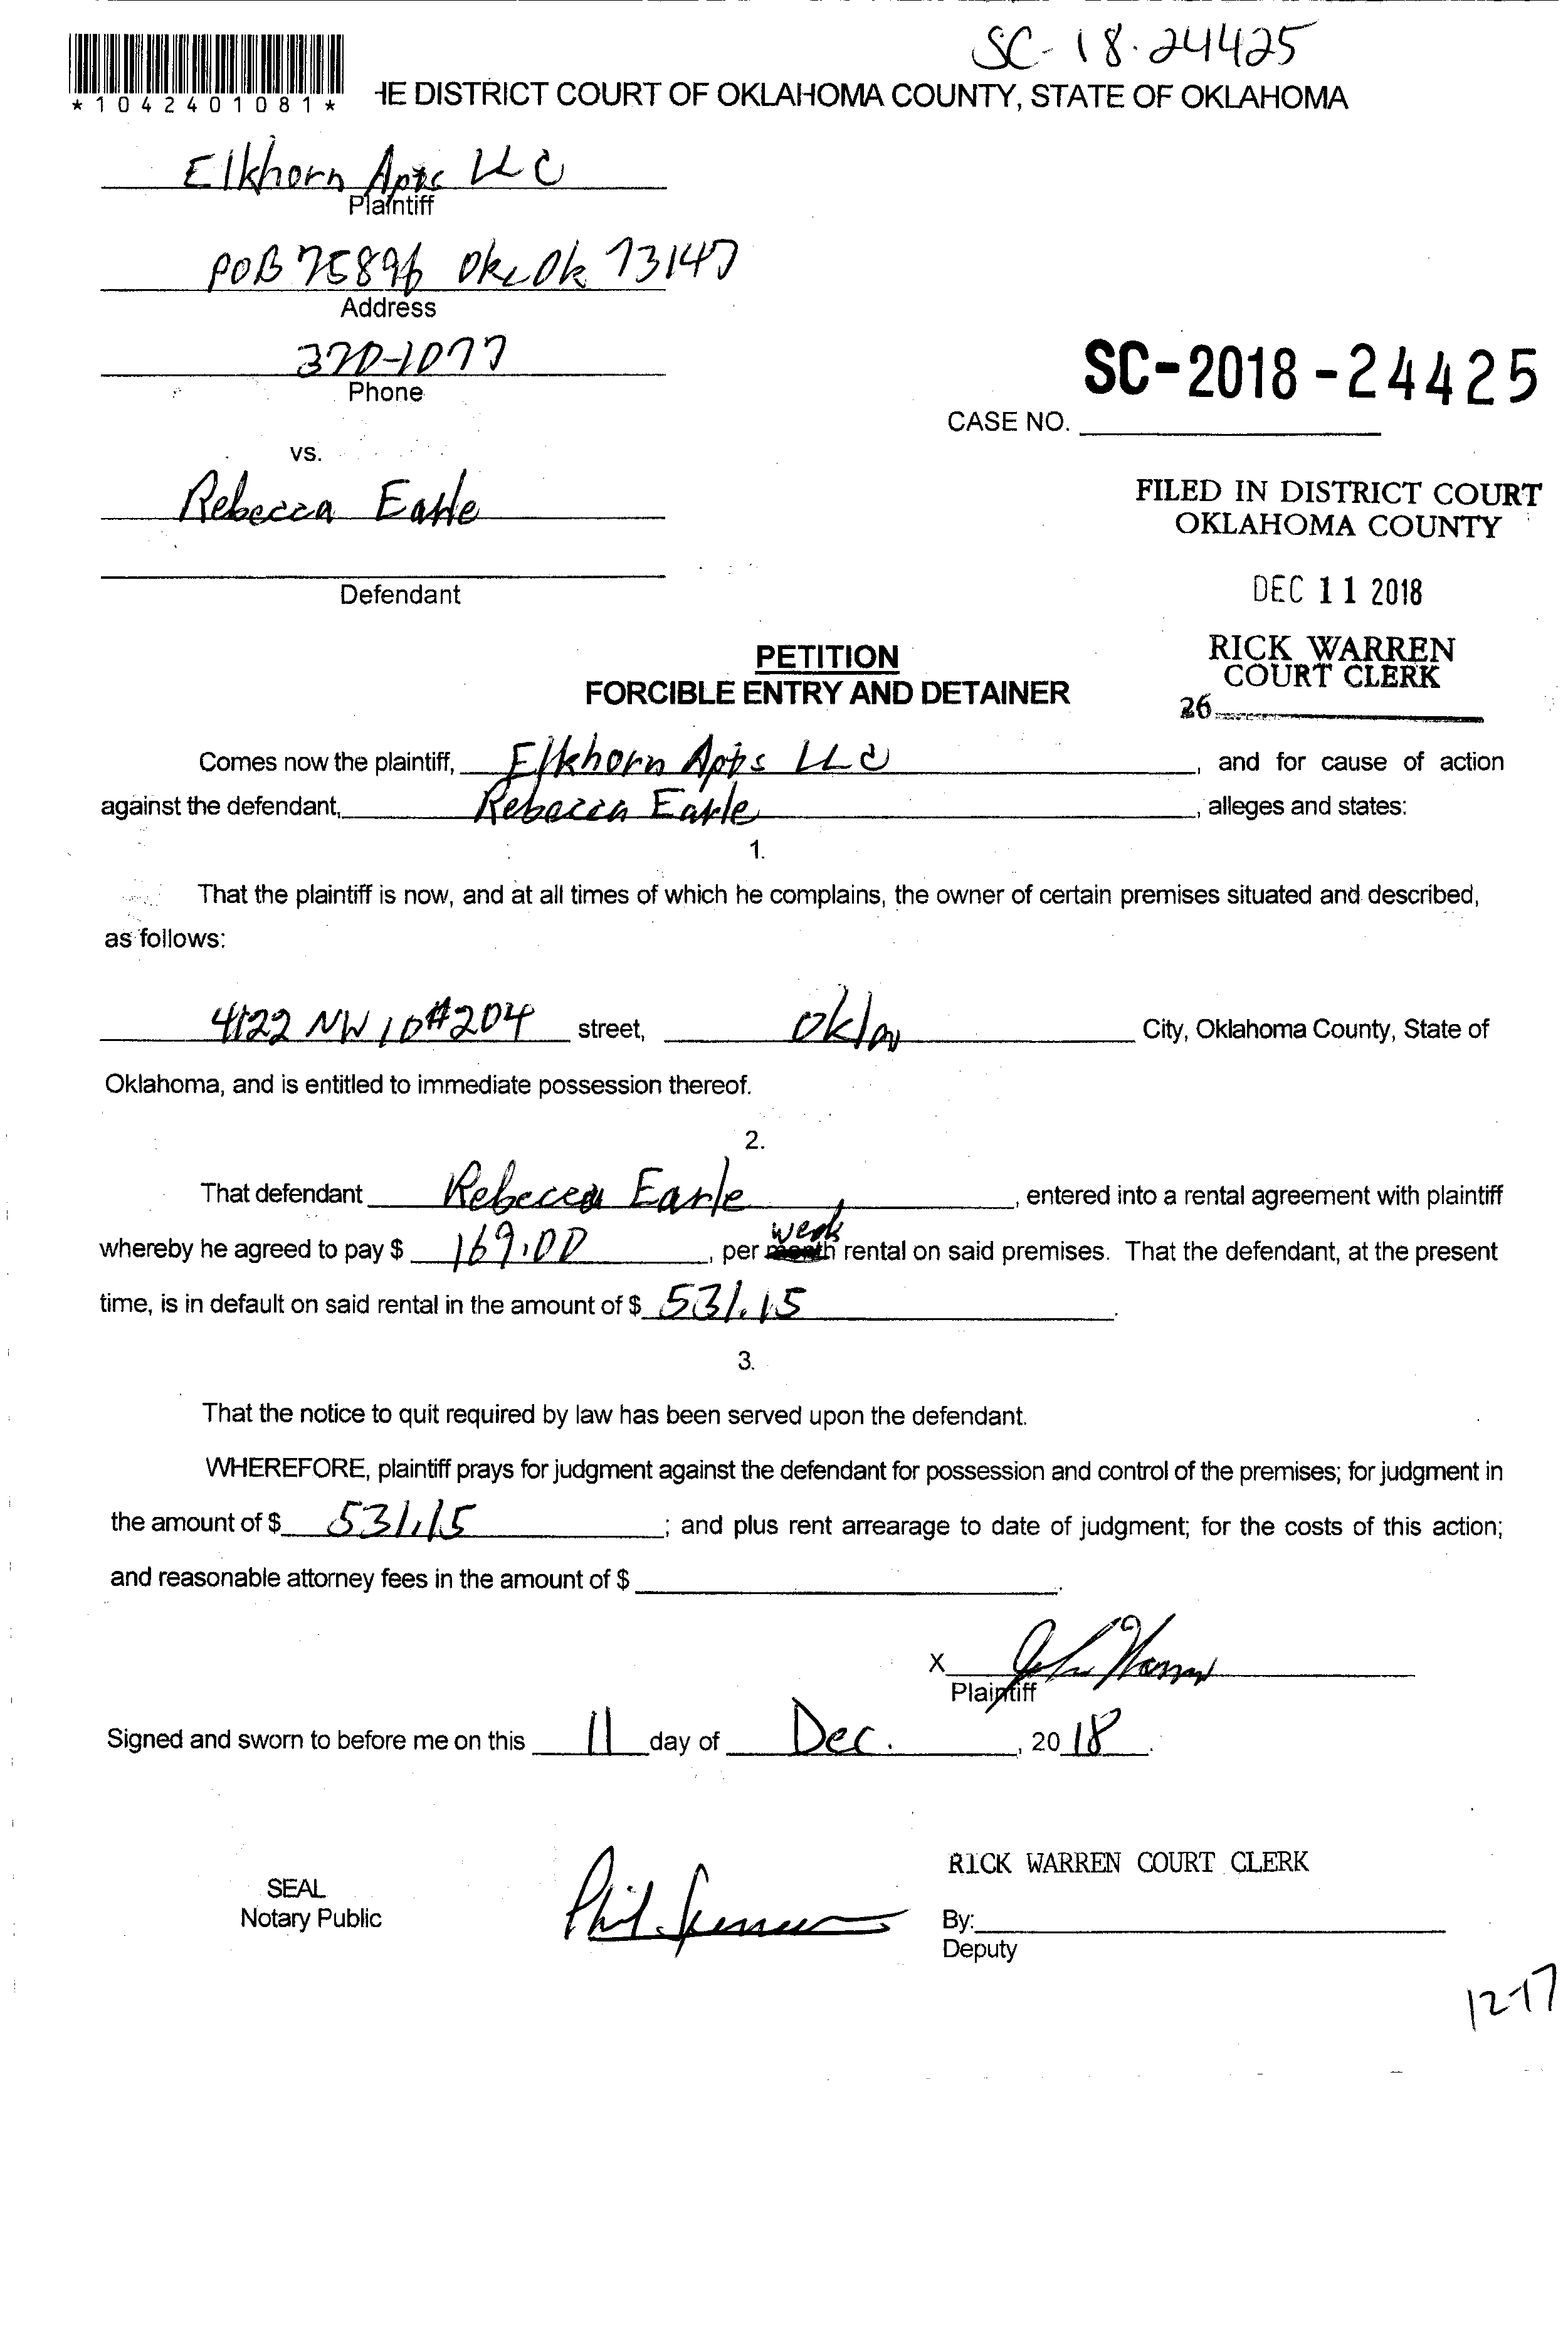 SC-18-24425
*1042401081*
HE DISTRICT COURT OF OKLAHOMA COUNTY, STATE OF OKLAHOMA
Elkhorn Apts LLC
Plaintiff
POB 75896 Okc Ok 73147
Address
370-1077
Phone
SC-2018-24425
CASE NO.
vs.
Rebecca Earle
FILED IN DISTRICT COURT
OKLAHOMA COUNTY
Defendant
DEC 11 2018
RICK WARREN
COURT CLERK
26
PETITION
FORCIBLE ENTRY AND DETAINER
Comes now the plaintiff, Elkhorn Apts LLC, and for cause of action
against the defendant, Rebecca Earle, alleges and states:
1.
That the plaintiff is now, and at all times of which he complains, the owner of certain premises situated and described,
as follows:
4122 NW 10 #204 street, Okla City, Oklahoma County, State of
Oklahoma, and is entitled to immediate possession thereof.
2.
That defendant Rebecca Earle, entered into a rental agreement with plaintiff
whereby he agreed to pay $ 169.00, per month week rental on said premises. That the defendant, at the present
time, is in default on said rental in the amount of $ 531.15.
3.
That the notice to quit required by law has been served upon the defendant.
WHEREFORE, plaintiff prays for judgment against the defendant for possession and control of the premises; for judgment in
the amount of $ 531.15; and plus rent arrearage to date of judgment; for the costs of this action;
and reasonable attorney fees in the amount of $ .
X
Plaintiff
Signed and sworn to before me on this 11 day of Dec., 2018.
RICK WARREN COURT CLERK
SEAL
Notary Public
Phil
By:
Deputy
12-17